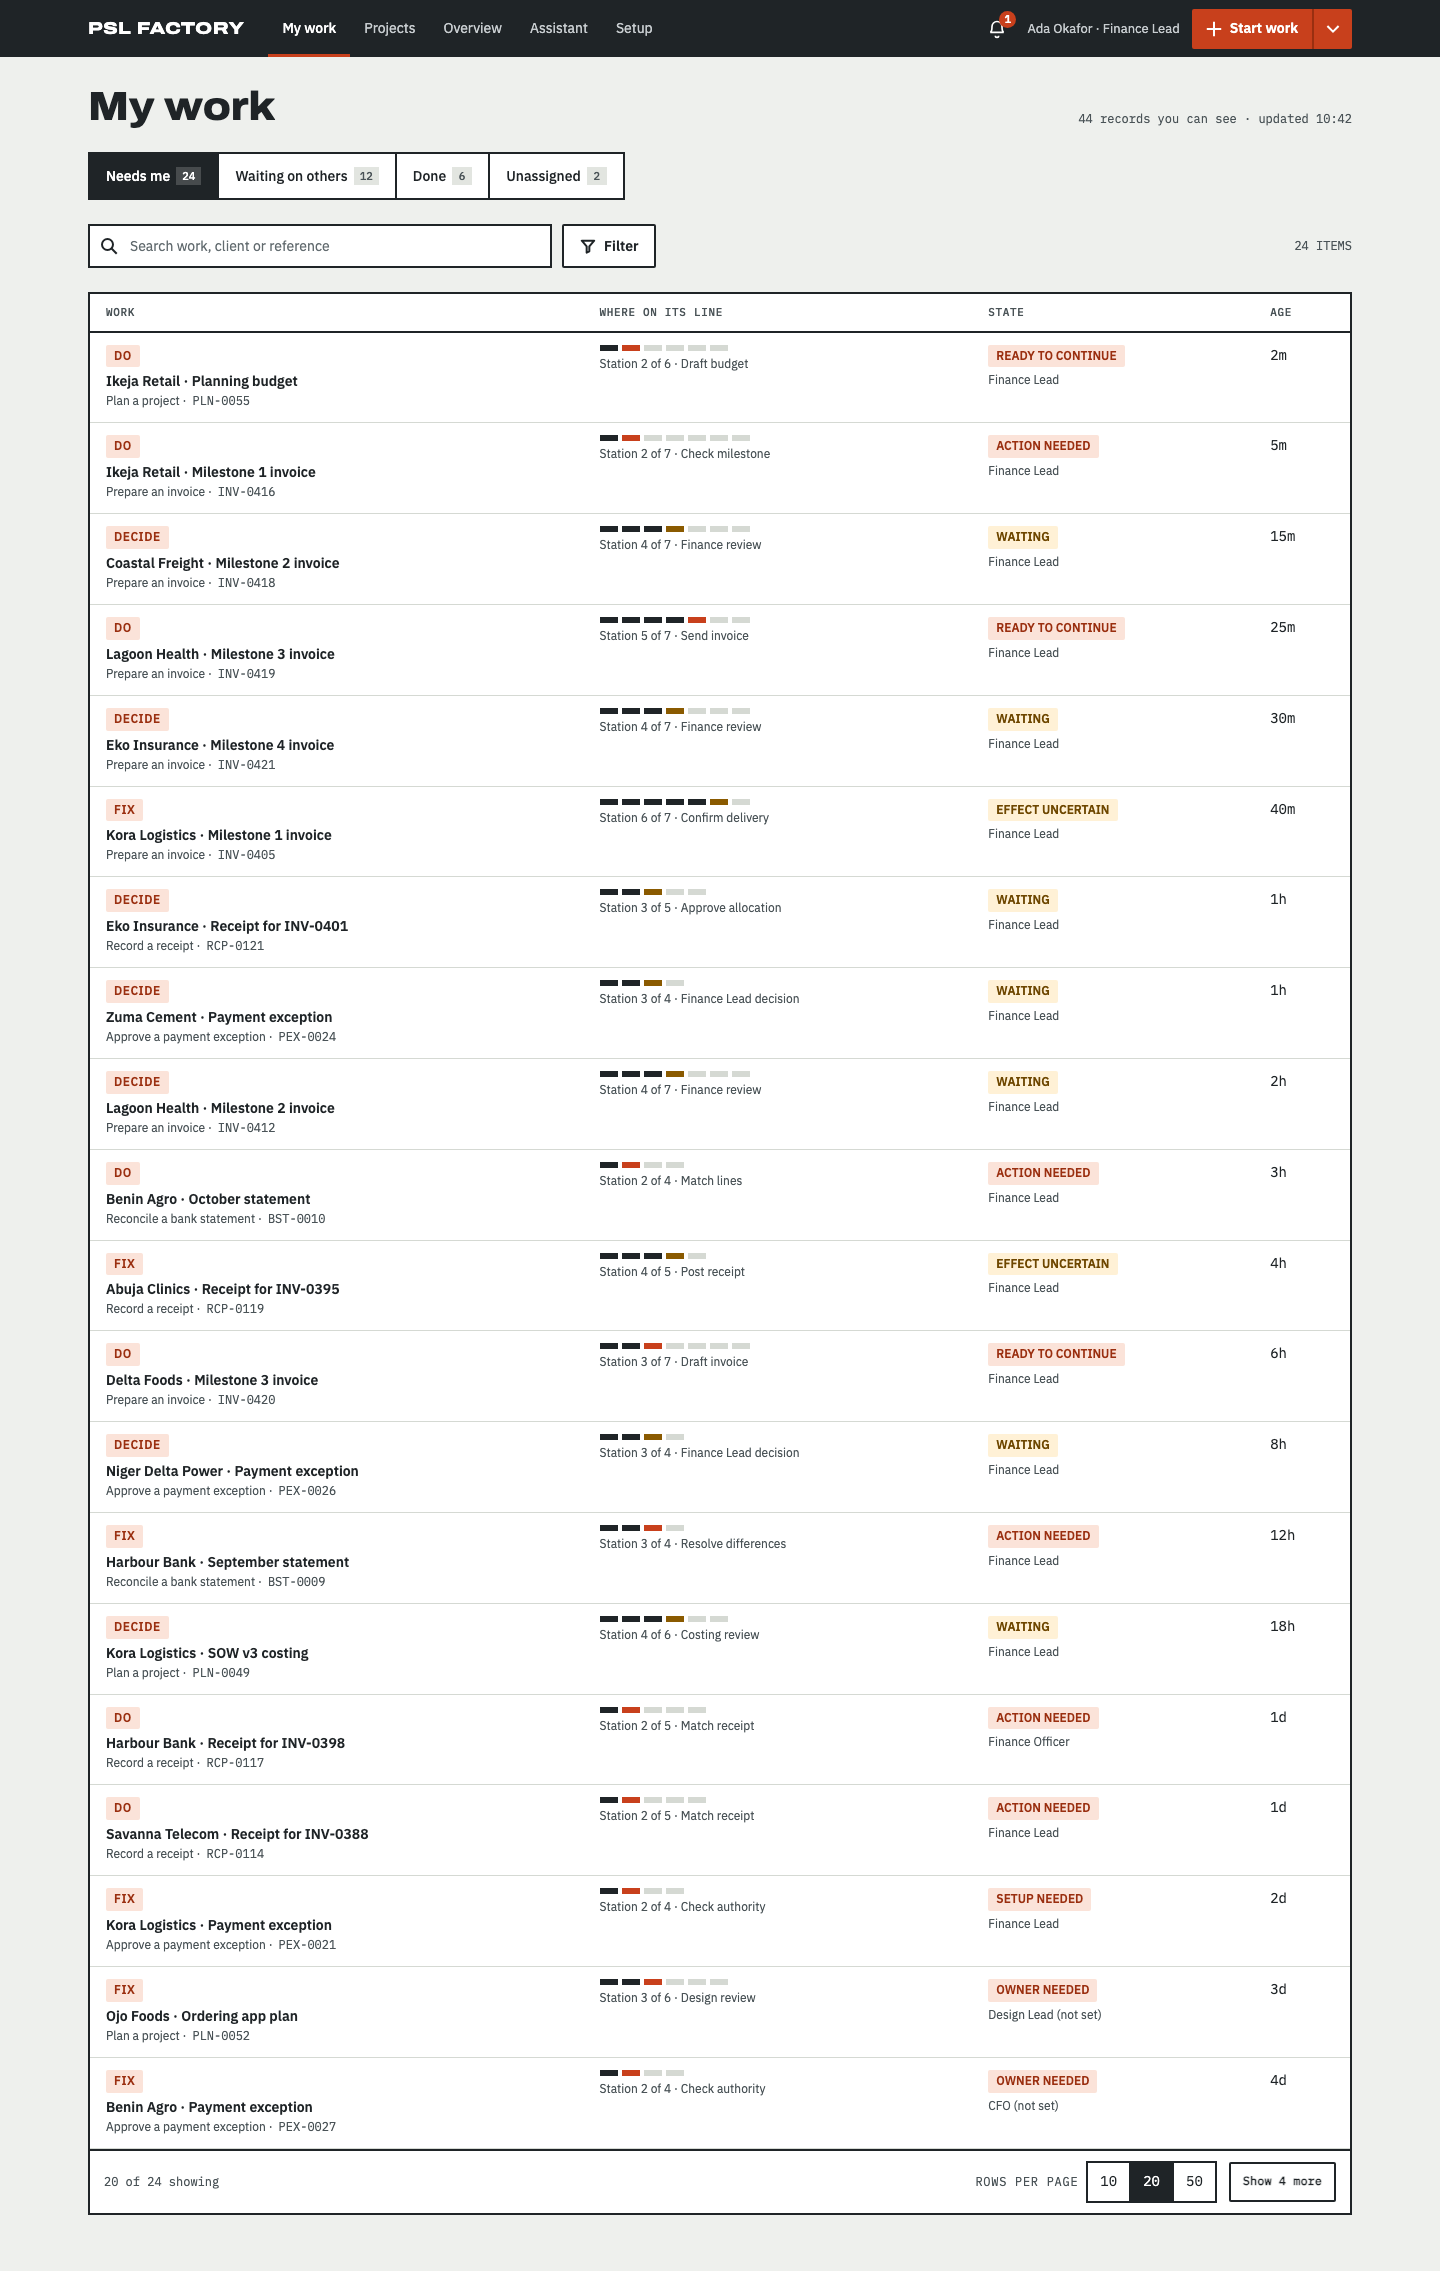 PSL FACTORY
My work
Projects
Overview
Assistant
Setup
1
Ada Okafor · Finance Lead
Start work
My work
44 records you can see · updated 10:42
Needs me 24
Waiting on others 12
Done 6
Unassigned 2
Search work, client or reference
Filter
24 ITEMS
WORK
WHERE ON ITS LINE
STATE
AGE
DO
Ikeja Retail · Planning budget
Plan a project · PLN-0055
Station 2 of 6 · Draft budget
READY TO CONTINUE
Finance Lead
2m
DO
Ikeja Retail · Milestone 1 invoice
Prepare an invoice · INV-0416
Station 2 of 7 · Check milestone
ACTION NEEDED
Finance Lead
5m
DECIDE
Coastal Freight · Milestone 2 invoice
Prepare an invoice · INV-0418
Station 4 of 7 · Finance review
WAITING
Finance Lead
15m
DO
Lagoon Health · Milestone 3 invoice
Prepare an invoice · INV-0419
Station 5 of 7 · Send invoice
READY TO CONTINUE
Finance Lead
25m
DECIDE
Eko Insurance · Milestone 4 invoice
Prepare an invoice · INV-0421
Station 4 of 7 · Finance review
WAITING
Finance Lead
30m
FIX
Kora Logistics · Milestone 1 invoice
Prepare an invoice · INV-0405
Station 6 of 7 · Confirm delivery
EFFECT UNCERTAIN
Finance Lead
40m
DECIDE
Eko Insurance · Receipt for INV-0401
Record a receipt · RCP-0121
Station 3 of 5 · Approve allocation
WAITING
Finance Lead
1h
DECIDE
Zuma Cement · Payment exception
Approve a payment exception · PEX-0024
Station 3 of 4 · Finance Lead decision
WAITING
Finance Lead
1h
DECIDE
Lagoon Health · Milestone 2 invoice
Prepare an invoice · INV-0412
Station 4 of 7 · Finance review
WAITING
Finance Lead
2h
DO
Benin Agro · October statement
Reconcile a bank statement · BST-0010
Station 2 of 4 · Match lines
ACTION NEEDED
Finance Lead
3h
FIX
Abuja Clinics · Receipt for INV-0395
Record a receipt · RCP-0119
Station 4 of 5 · Post receipt
EFFECT UNCERTAIN
Finance Lead
4h
DO
Delta Foods · Milestone 3 invoice
Prepare an invoice · INV-0420
Station 3 of 7 · Draft invoice
READY TO CONTINUE
Finance Lead
6h
DECIDE
Niger Delta Power · Payment exception
Approve a payment exception · PEX-0026
Station 3 of 4 · Finance Lead decision
WAITING
Finance Lead
8h
FIX
Harbour Bank · September statement
Reconcile a bank statement · BST-0009
Station 3 of 4 · Resolve differences
ACTION NEEDED
Finance Lead
12h
DECIDE
Kora Logistics · SOW v3 costing
Plan a project · PLN-0049
Station 4 of 6 · Costing review
WAITING
Finance Lead
18h
DO
Harbour Bank · Receipt for INV-0398
Record a receipt · RCP-0117
Station 2 of 5 · Match receipt
ACTION NEEDED
Finance Officer
1d
DO
Savanna Telecom · Receipt for INV-0388
Record a receipt · RCP-0114
Station 2 of 5 · Match receipt
ACTION NEEDED
Finance Lead
1d
FIX
Kora Logistics · Payment exception
Approve a payment exception · PEX-0021
Station 2 of 4 · Check authority
SETUP NEEDED
Finance Lead
2d
FIX
Ojo Foods · Ordering app plan
Plan a project · PLN-0052
Station 3 of 6 · Design review
OWNER NEEDED
Design Lead (not set)
3d
FIX
Benin Agro · Payment exception
Approve a payment exception · PEX-0027
Station 2 of 4 · Check authority
OWNER NEEDED
CFO (not set)
4d
20 of 24 showing
ROWS PER PAGE
10
20
50
Show 4 more